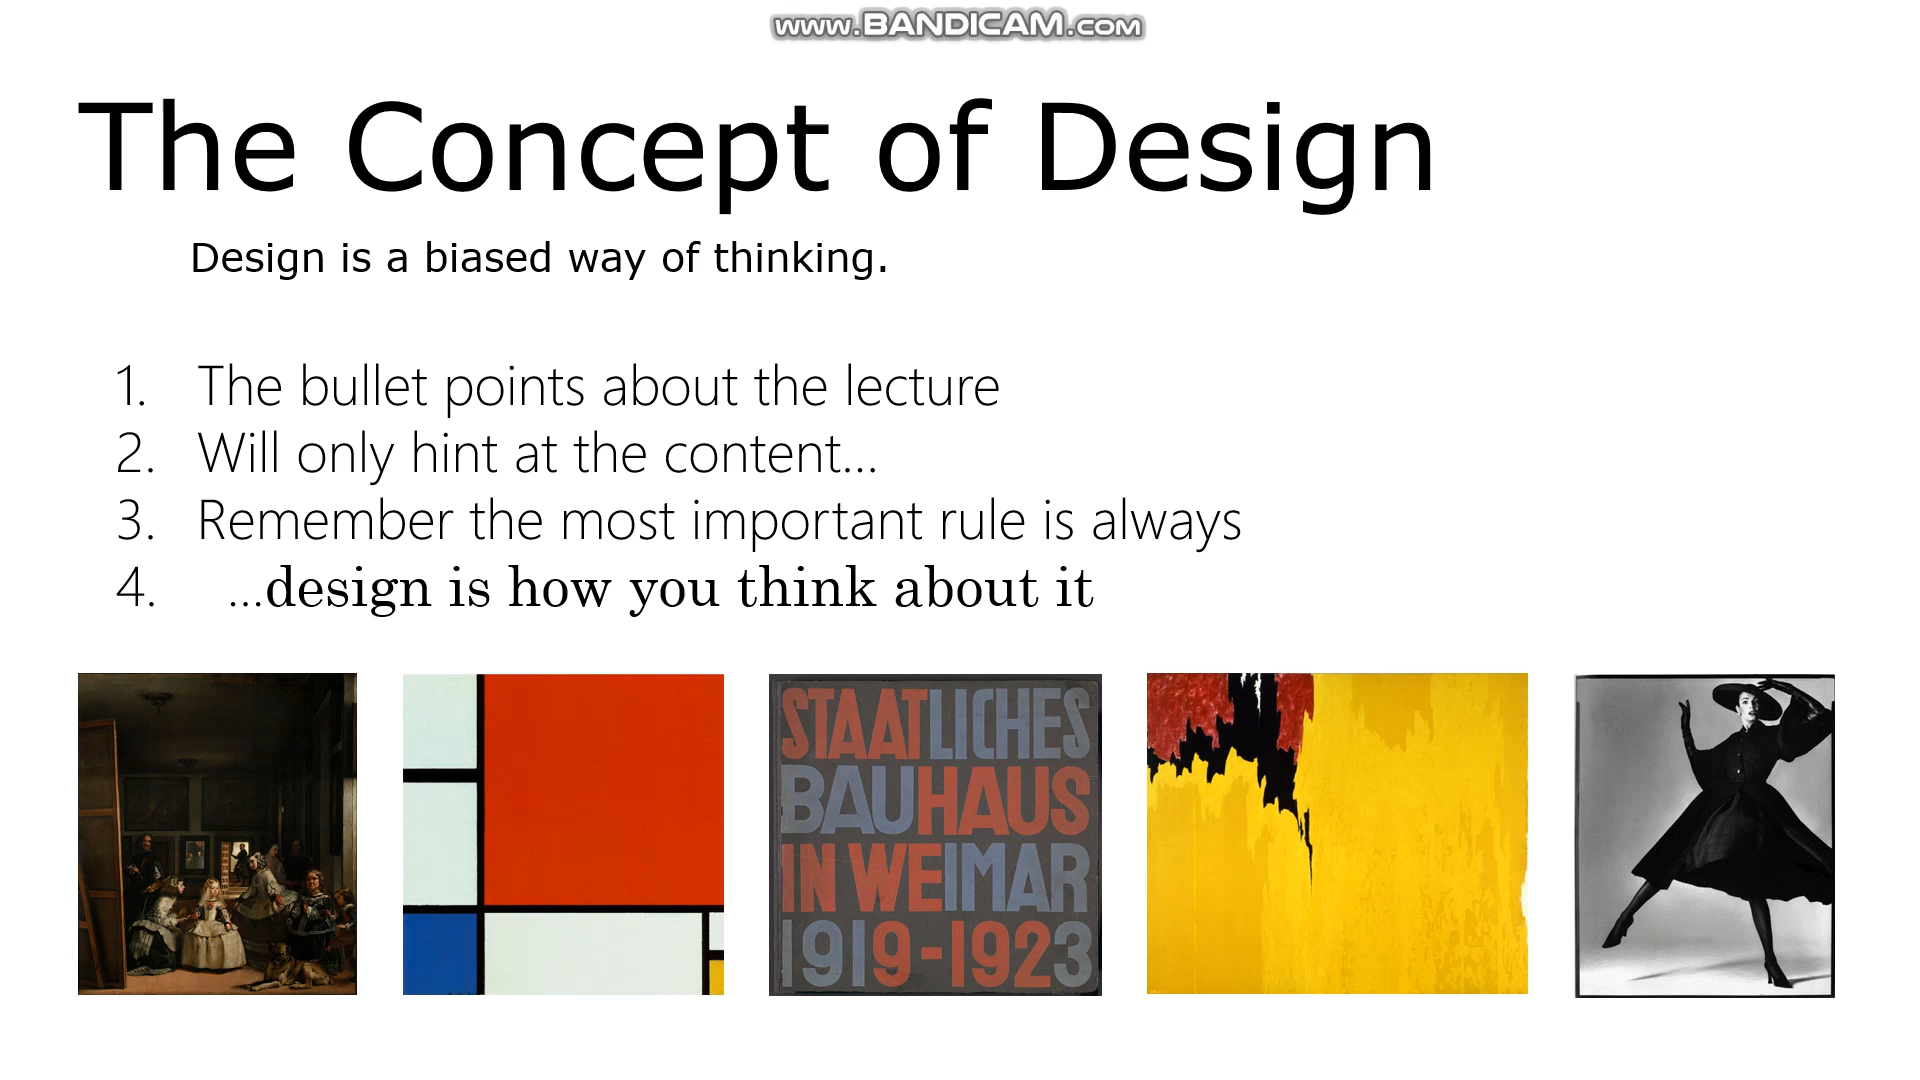 www.BANDICAM.com
The Concept of Design
Design is a biased way of thinking.
1. The bullet points about the lecture
2. Will only hint at the content...
3. Remember the most important rule is always
4. ...design is how you think about it
STAATLICHES
BAUHAUS
IN WEIMAR
1919-1923